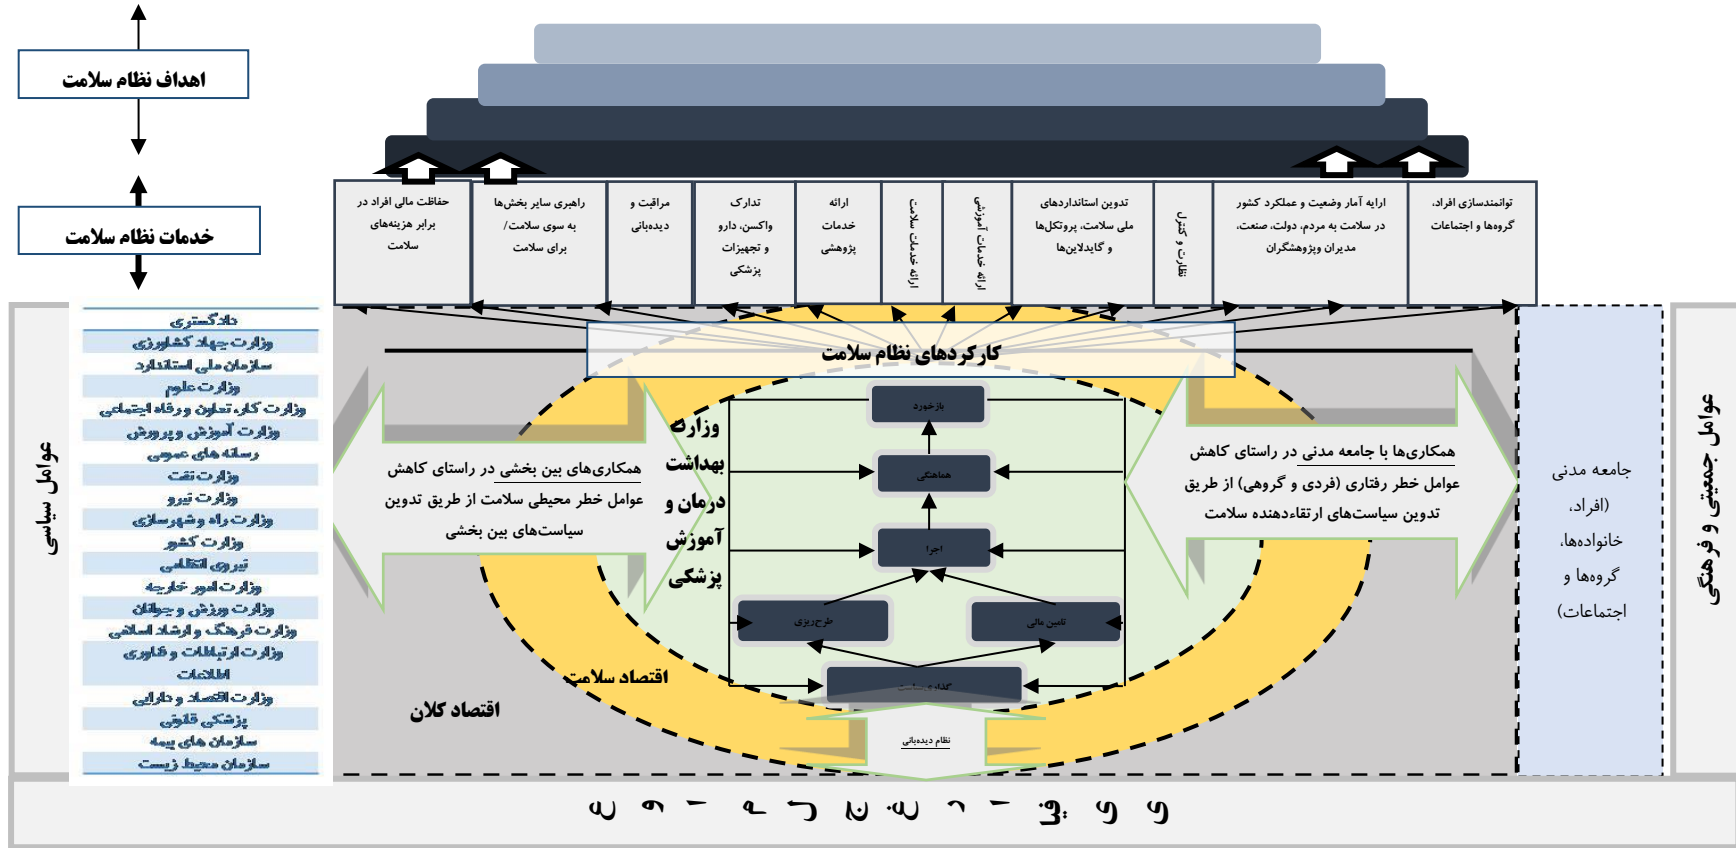 اهداف نظام سلامت
خدمات نظام سلامت
توانمندسازی افراد،
گروه‌ها و اجتماعات
ارایه آمار وضعیت و عملکرد کشور
در سلامت به مردم، دولت، صنعت،
مدیران وپژوهشگران
نظارت و کنترل
تدوین استانداردهای
ملی سلامت، پروتکل‌ها
و گایدلاین‌ها
ارائه خدمات آموزشی
ارائه خدمات سلامت
ارائه
خدمات
پژوهشی
تدارک
واکسن، دارو
و تجهیزات
پزشکی
مراقبت و
دیده‌بانی
راهبری سایر بخش‌ها
به سوی سلامت/
برای سلامت
حفاظت مالی افراد در
برابر هزینه‌های
سلامت
کارکردهای نظام سلامت
عوامل جمعیتی و فرهنگی
جامعه مدنی
(افراد،
خانواده‌ها،
گروه‌ها و
اجتماعات)
همکاری‌ها با جامعه مدنی در راستای کاهش
عوامل خطر رفتاری (فردی و گروهی) از طریق
تدوین سیاست‌های ارتقاءدهنده سلامت
بازخورد
هماهنگی
اجرا
تامین مالی
طرح‌ریزی
نظام دیده‌بانی
وزارت
بهداشت
درمان و
آموزش
پزشکی
همکاری‌های بین بخشی در راستای کاهش
عوامل خطر محیطی سلامت از طریق تدوین
سیاست‌های بین بخشی
اقتصاد سلامت
اقتصاد کلان
دادگستری
وزارت جهاد کشاورزی
سازمان ملی استاندارد
وزارت علوم
وزارت کار، تعاون و رفاه اجتماعی
وزارت آموزش و پرورش
رسانه های عمومی
وزارت نفت
وزارت نیرو
وزارت راه و شهرسازی
وزارت کشور
نیروی انتظامی
وزارت امور خارجه
وزارت ورزش و جوانان
وزارت فرهنگ و ارشاد اسلامی
وزارت ارتباطات و فناوری
اطلاعات
وزارت اقتصاد و دارایی
پزشکی قانونی
سازمان های بیمه
سازمان محیط زیست
عوامل سیاسی